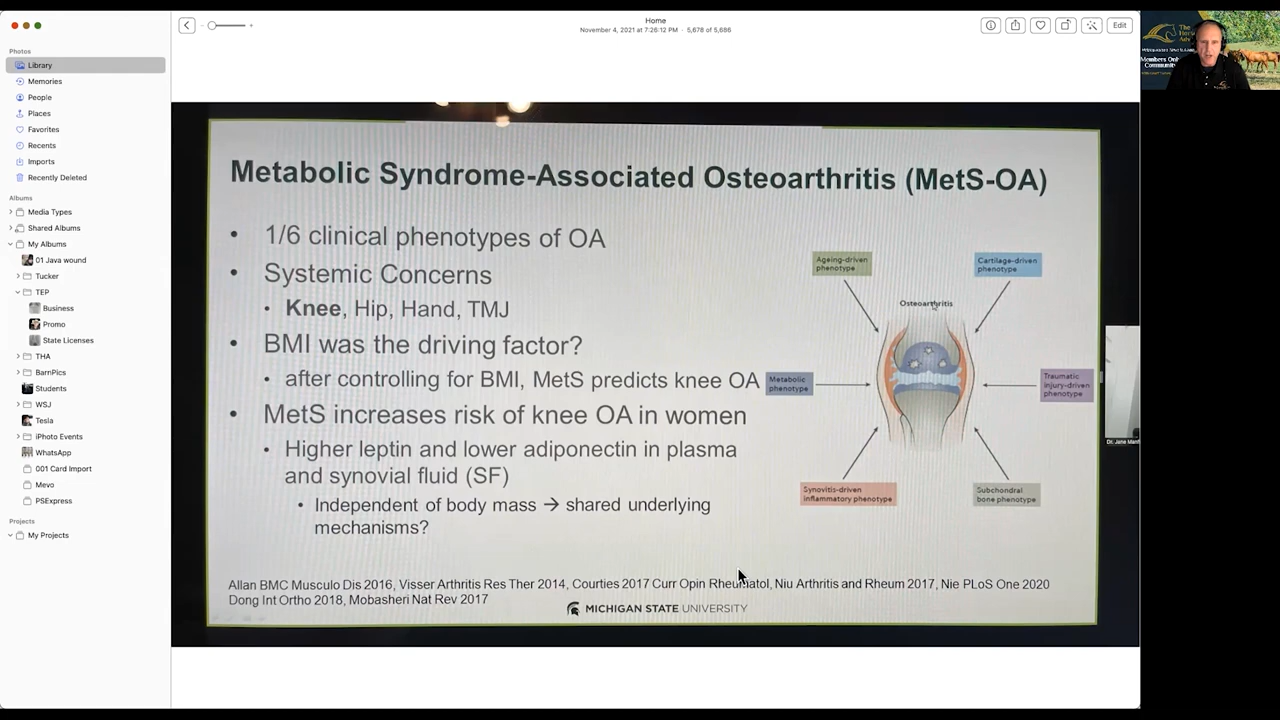 Home
November 4, 2021 at 7:26:12 PM · 5,678 of 5,686
Edit
Photos
Library
Memories
People
Places
Favorites
Recents
Imports
Recently Deleted
Albums
Media Types
Shared Albums
My Albums
01 Java wound
Tucker
TEP
Business
Promo
State Licenses
THA
BarnPics
Students
WSJ
Tesla
iPhoto Events
WhatsApp
001 Card Import
Mevo
PSExpress
Projects
My Projects
Metabolic Syndrome-Associated Osteoarthritis (MetS-OA)
• 1/6 clinical phenotypes of OA
• Systemic Concerns
• Knee, Hip, Hand, TMJ
• BMI was the driving factor?
• after controlling for BMI, MetS predicts knee OA
• MetS increases risk of knee OA in women
• Higher leptin and lower adiponectin in plasma
and synovial fluid (SF)
• Independent of body mass → shared underlying
mechanisms?
Ageing-driven
phenotype
Cartilage-driven
phenotype
Osteoarthritis
Metabolic
phenotype
Traumatic
injury-driven
phenotype
Synovitis-driven
inflammatory phenotype
Subchondral
bone phenotype
Allan BMC Musculo Dis 2016, Visser Arthritis Res Ther 2014, Courties 2017 Curr Opin Rheumatol, Niu Arthritis and Rheum 2017, Nie PLoS One 2020
Dong Int Ortho 2018, Mobasheri Nat Rev 2017
MICHIGAN STATE UNIVERSITY
The
Members Onl
Community
Dr. Jane Manf